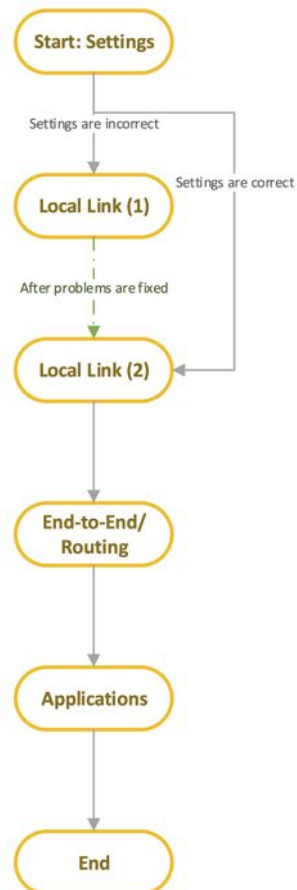 Start: Settings
Settings are incorrect
Settings are correct
Local Link (1)
After problems are fixed
Local Link (2)
End-to-End/
Routing
Applications
End